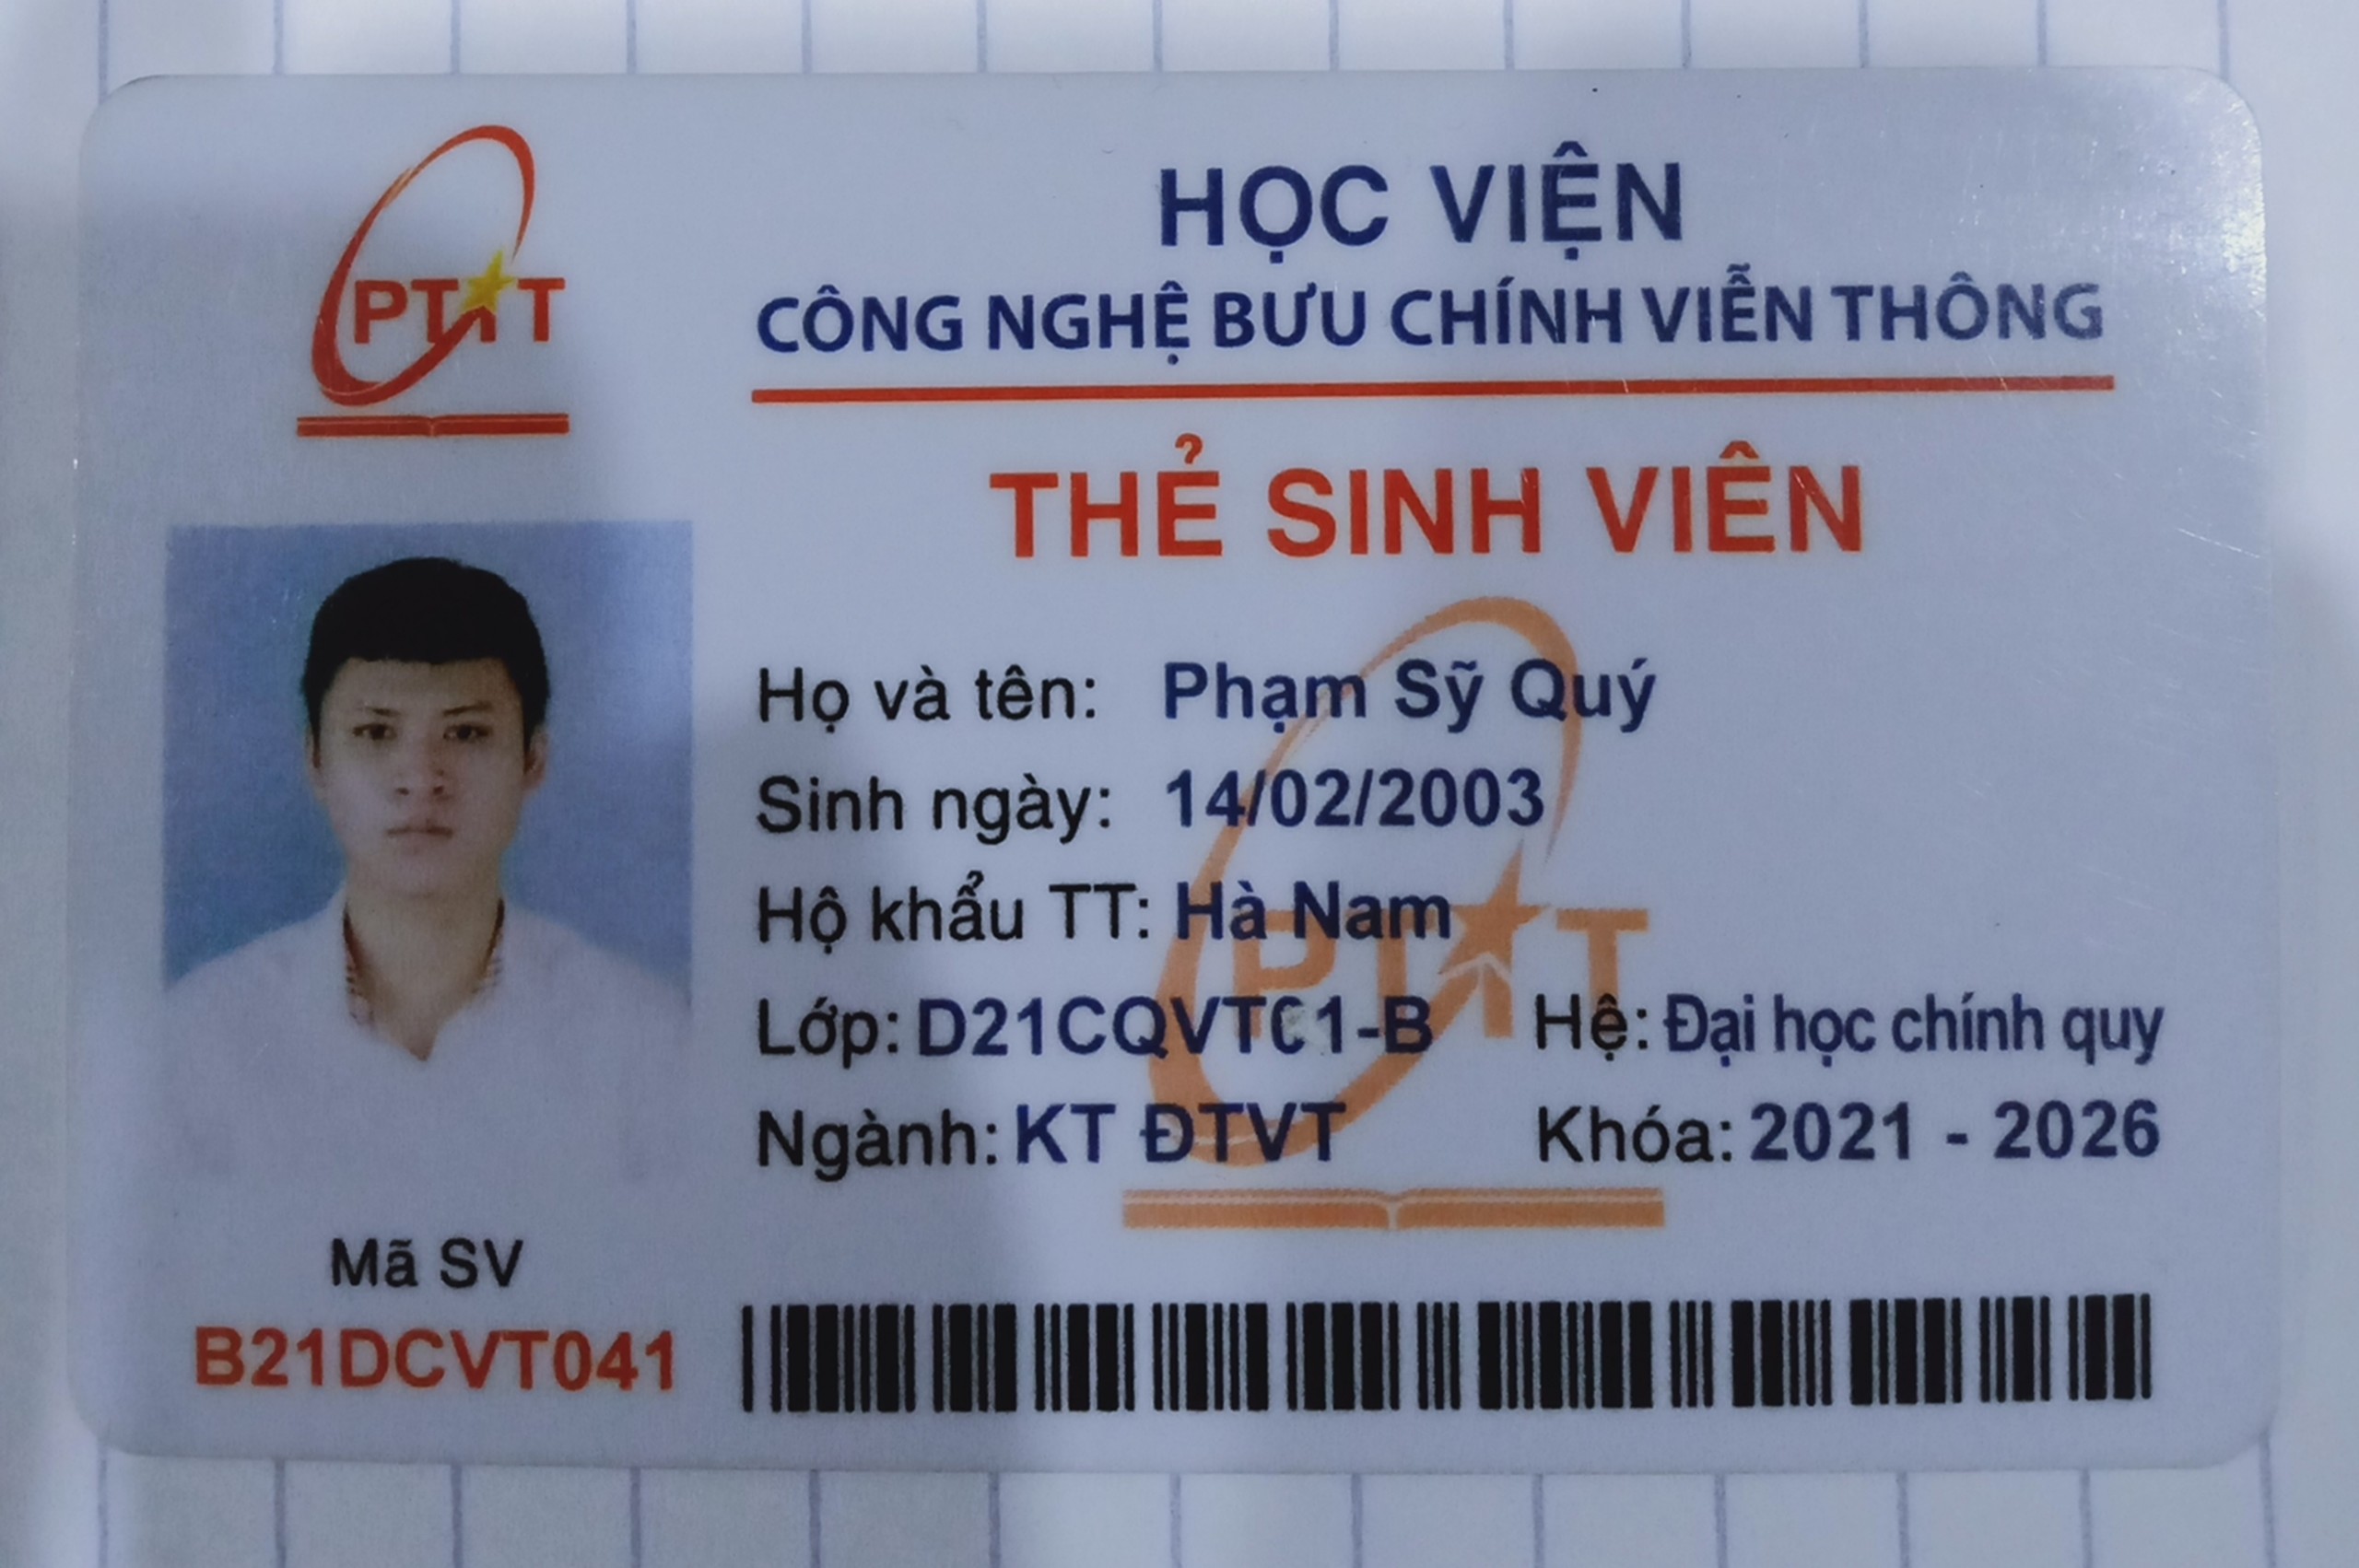 PTIT
HỌC VIỆN
CÔNG NGHỆ BƯU CHÍNH VIỄN THÔNG
THẺ SINH VIÊN
Họ và tên: Phạm Sỹ Quý
Sinh ngày: 14/02/2003
Hộ khẩu TT: Hà Nam
Lớp: D21CQVT01-B Hệ: Đại học chính quy
Ngành: KT ĐTVT Khóa: 2021 - 2026
PTIT
Mã SV
B21DCVT041